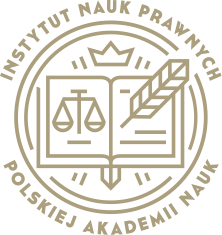 INSTYTUT NAUK PRAWNYCH
POLSKIEJ AKADEMII NAUK